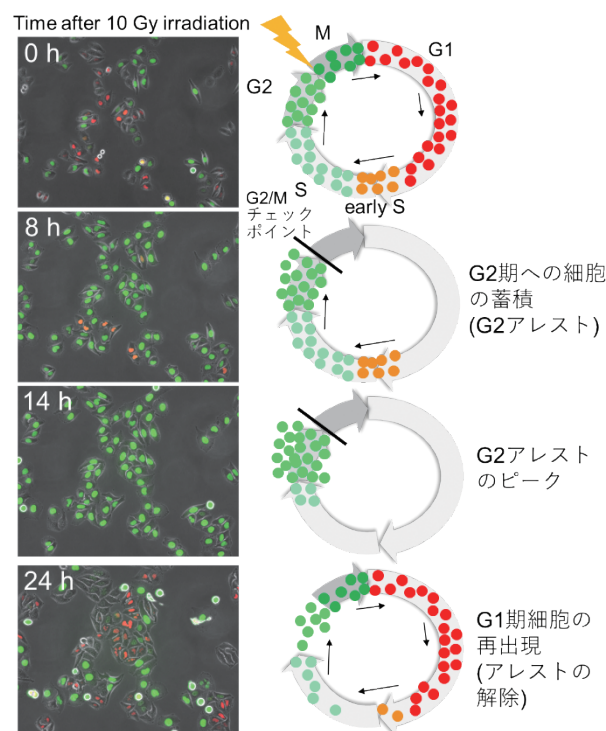 Time after 10 Gy irradiation
0 h
M
G1
G2
S
early S
8 h
G2/M
チェック
ポイント
G2期への細胞
の蓄積
(G2アレスト)
14 h
G2アレスト
のピーク
24 h
G1期細胞の
再出現
(アレストの
解除)